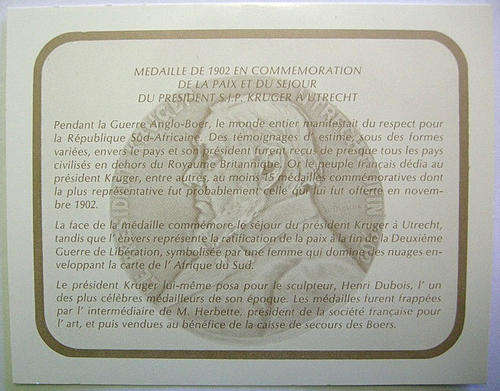 MEDAILLE DE 1902 EN COMMEMORATION
DE LA PAIX ET DU SEJOUR
DU PRESIDENT S.J.P. KRUGER A UTRECHT
Pendant la Guerre Anglo-Boer, le monde entier manifestait du respect pour
la République Sud-Africaine. Des témoignages d'estime, sous des formes
variées, envers le pays et son président furent reçus de presque tous les pays
civilisés en dehors du Royaume Britannique, et le peuple français dédia au
président Kruger, entre autres, au moins 15 médailles commemoratives dont
la plus représentative fut probablement celle qui lui tut offerte en novem-
bre 1902.
La face de la médaille commémore le séjour du président Kruger à Utrecht,
tandis que l' envers représente la ratification de la paix à la fin de la Deuxième
Guerre de Libération, symbolisée par une femme qui domine des nuages en-
veloppant la carte de l' Afrique du Sud.
Le président Kruger lui-même posa pour le sculpteur, Henri Dubois, l' un
des plus célèbres médailleurs de son époque. Les médailles furent frappées
par l' intermédiaire de M. Herbette, président de la société française pour
l' art, et puis vendues au bénéfice de la caisse de secours des Boers.